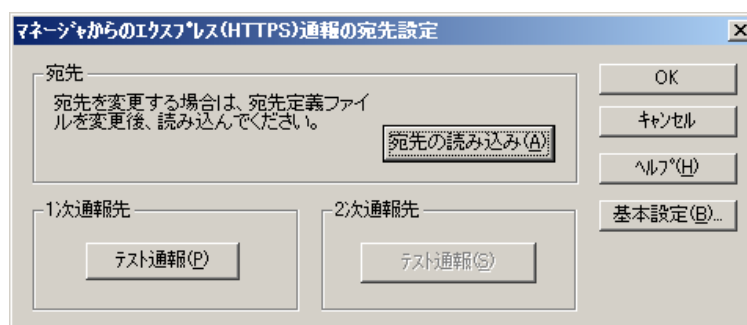 マネージャからのエクスプレス(HTTPS)通報の宛先設定
宛先
宛先を変更する場合は、宛先定義ファイ
ルを変更後、読み込んでください。
宛先の読み込み(A)
OK
キャンセル
ヘルプ(H)
基本設定(B)...
1次通報先
テスト通報(P)
2次通報先
テスト通報(S)